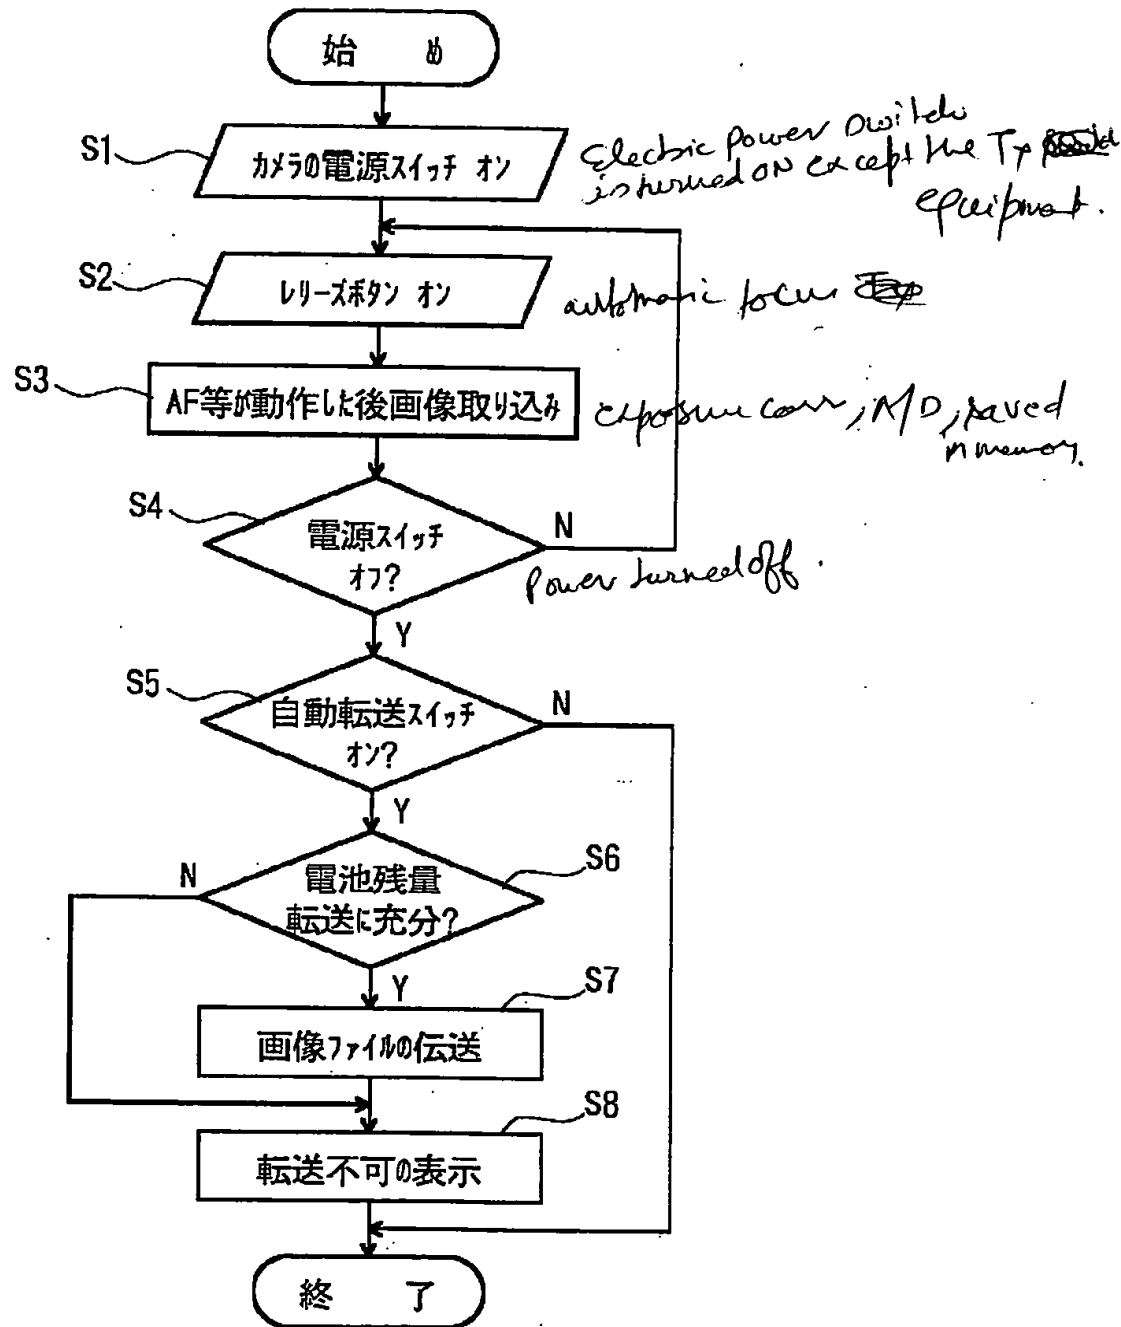 始 め
S1
カメラの電源スイッチ オン
Electric power switch
is turned ON except the Tx
equipment.
S2
レリーズボタン オン
automatic focus
S3
AF等が動作した後画像取り込み
exposure corr, A/D, saved
in memory.
S4
電源スイッチ
オフ?
N
Power turned off.
Y
S5
自動転送スイッチ
オン?
N
Y
S6
電池残量
転送に充分?
N
Y
S7
画像ファイルの伝送
S8
転送不可の表示
終 了